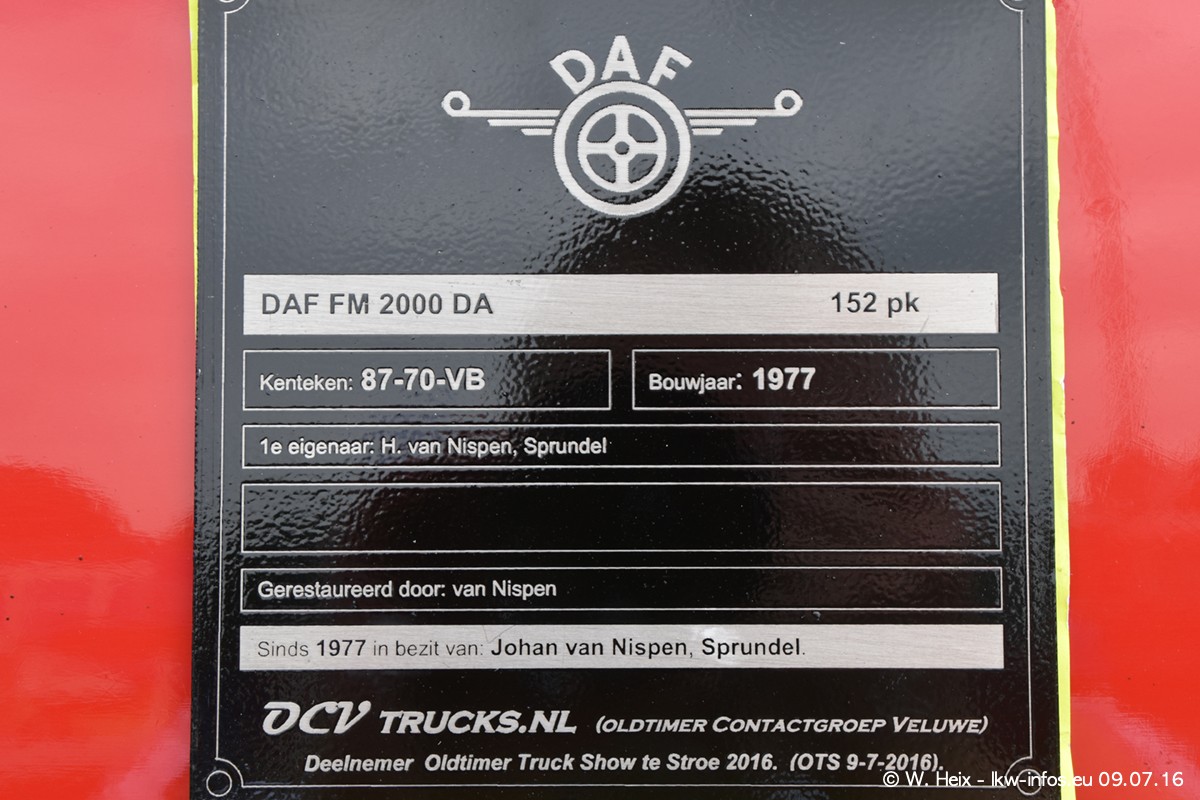 DAF
DAF FM 2000 DA 152 pk
Kenteken: 87-70-VB Bouwjaar: 1977
1e eigenaar: H. van Nispen, Sprundel
Gerestaureerd door: van Nispen
Sinds 1977 in bezit van: Johan van Nispen, Sprundel.
OCV TRUCKS.NL (OLDTIMER CONTACTGROEP VELUWE)
Deelnemer Oldtimer Truck Show te Stroe 2016. (OTS 9-7-2016).
© W. Heix - lkw-infos.eu 09.07.16